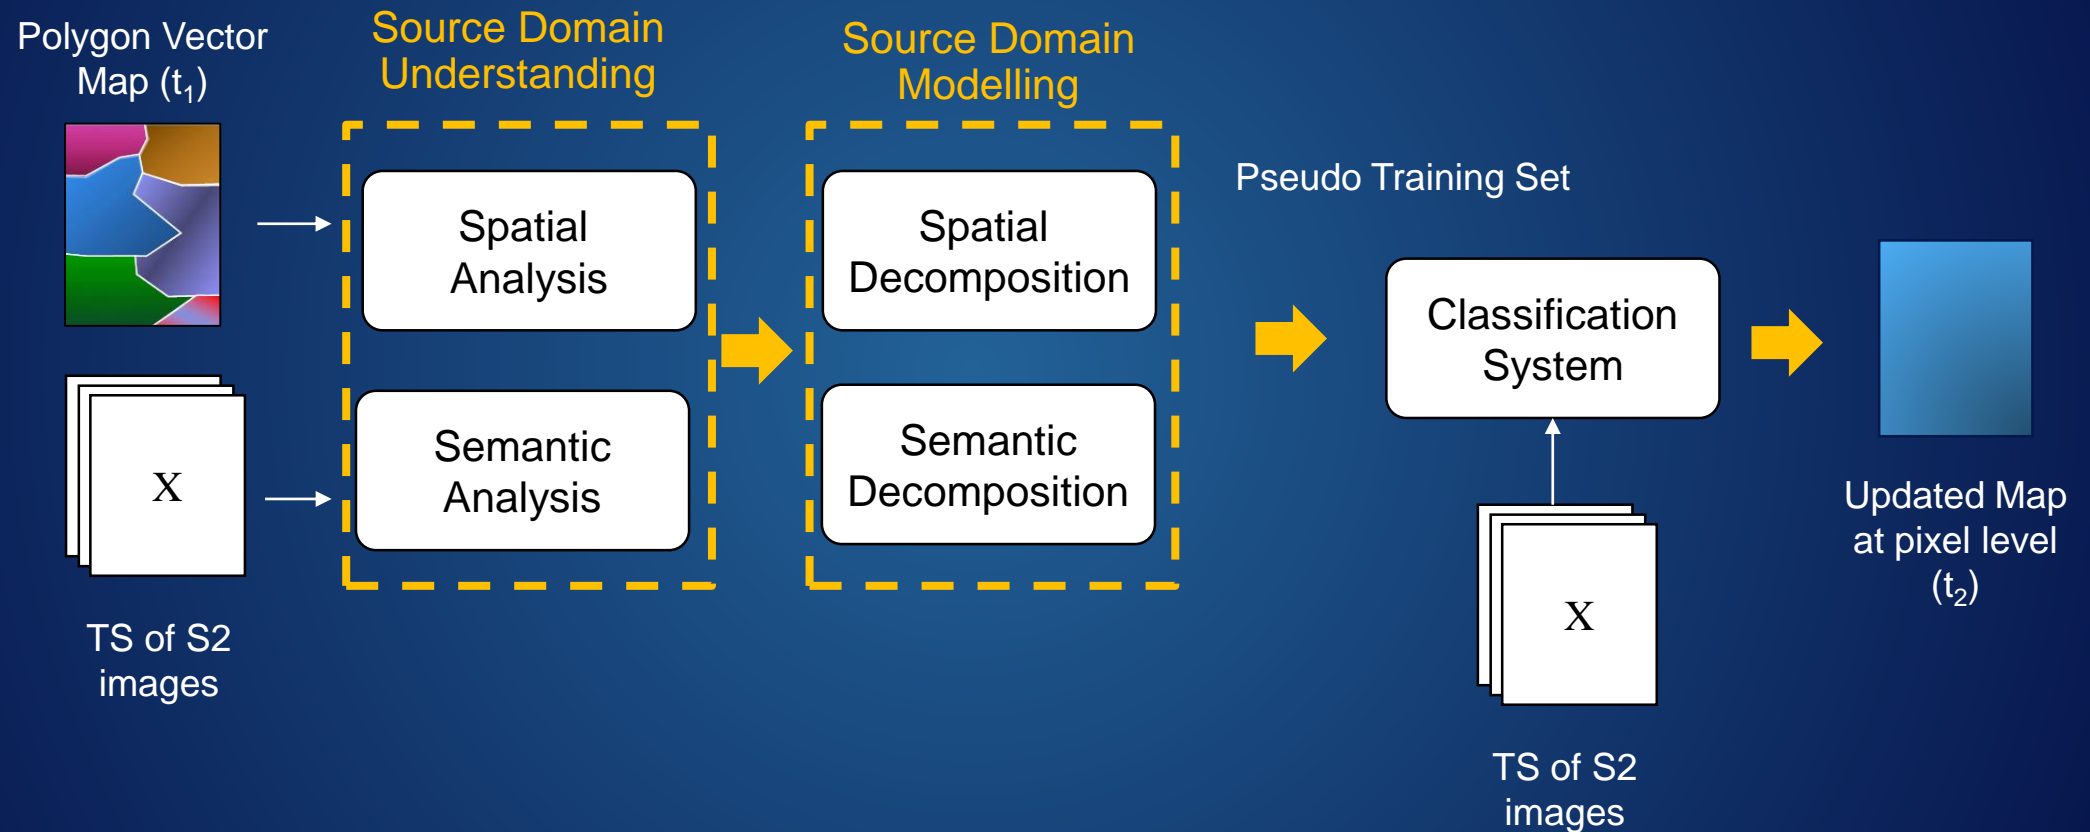 Polygon Vector
Map (t₁)
Source Domain
Understanding
Source Domain
Modelling
Spatial
Analysis
Semantic
Analysis
Spatial
Decomposition
Semantic
Decomposition
Pseudo Training Set
Classification
System
X
TS of S2
images
X
TS of S2
images
Updated Map
at pixel level
(t₂)